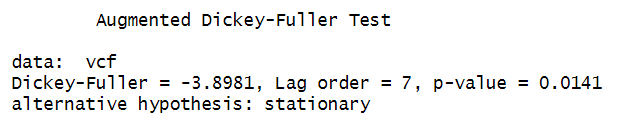 Augmented Dickey-Fuller Test
data:  vcf
Dickey-Fuller = -3.8981, Lag order = 7, p-value = 0.0141
alternative hypothesis: stationary